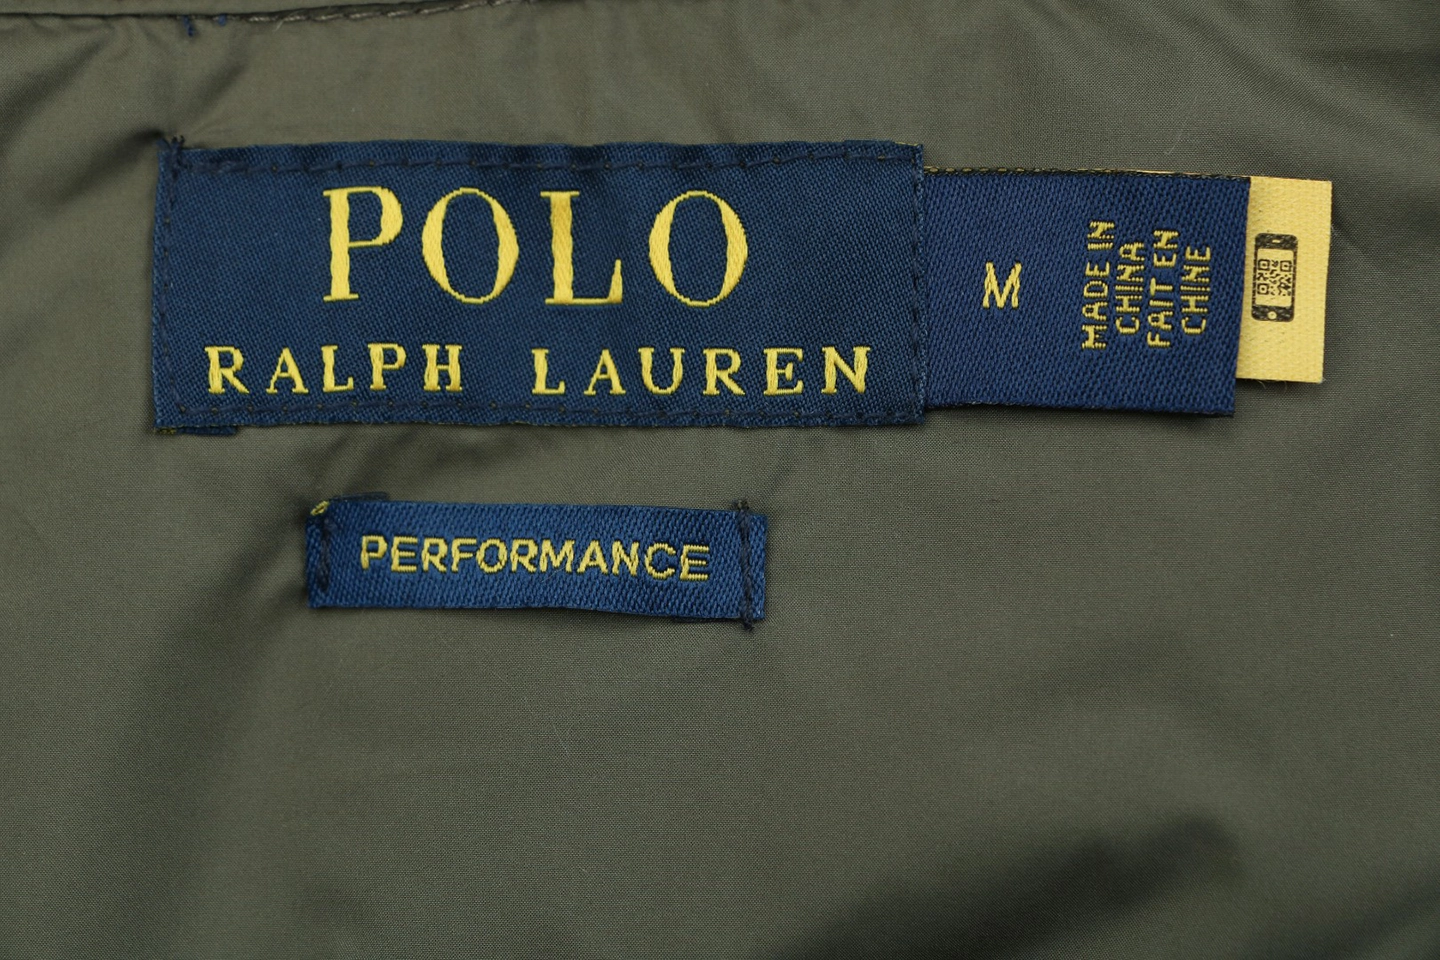 POLO
RALPH LAUREN
M
MADE IN
CHINA
FAIT EN
CHINE
PERFORMANCE